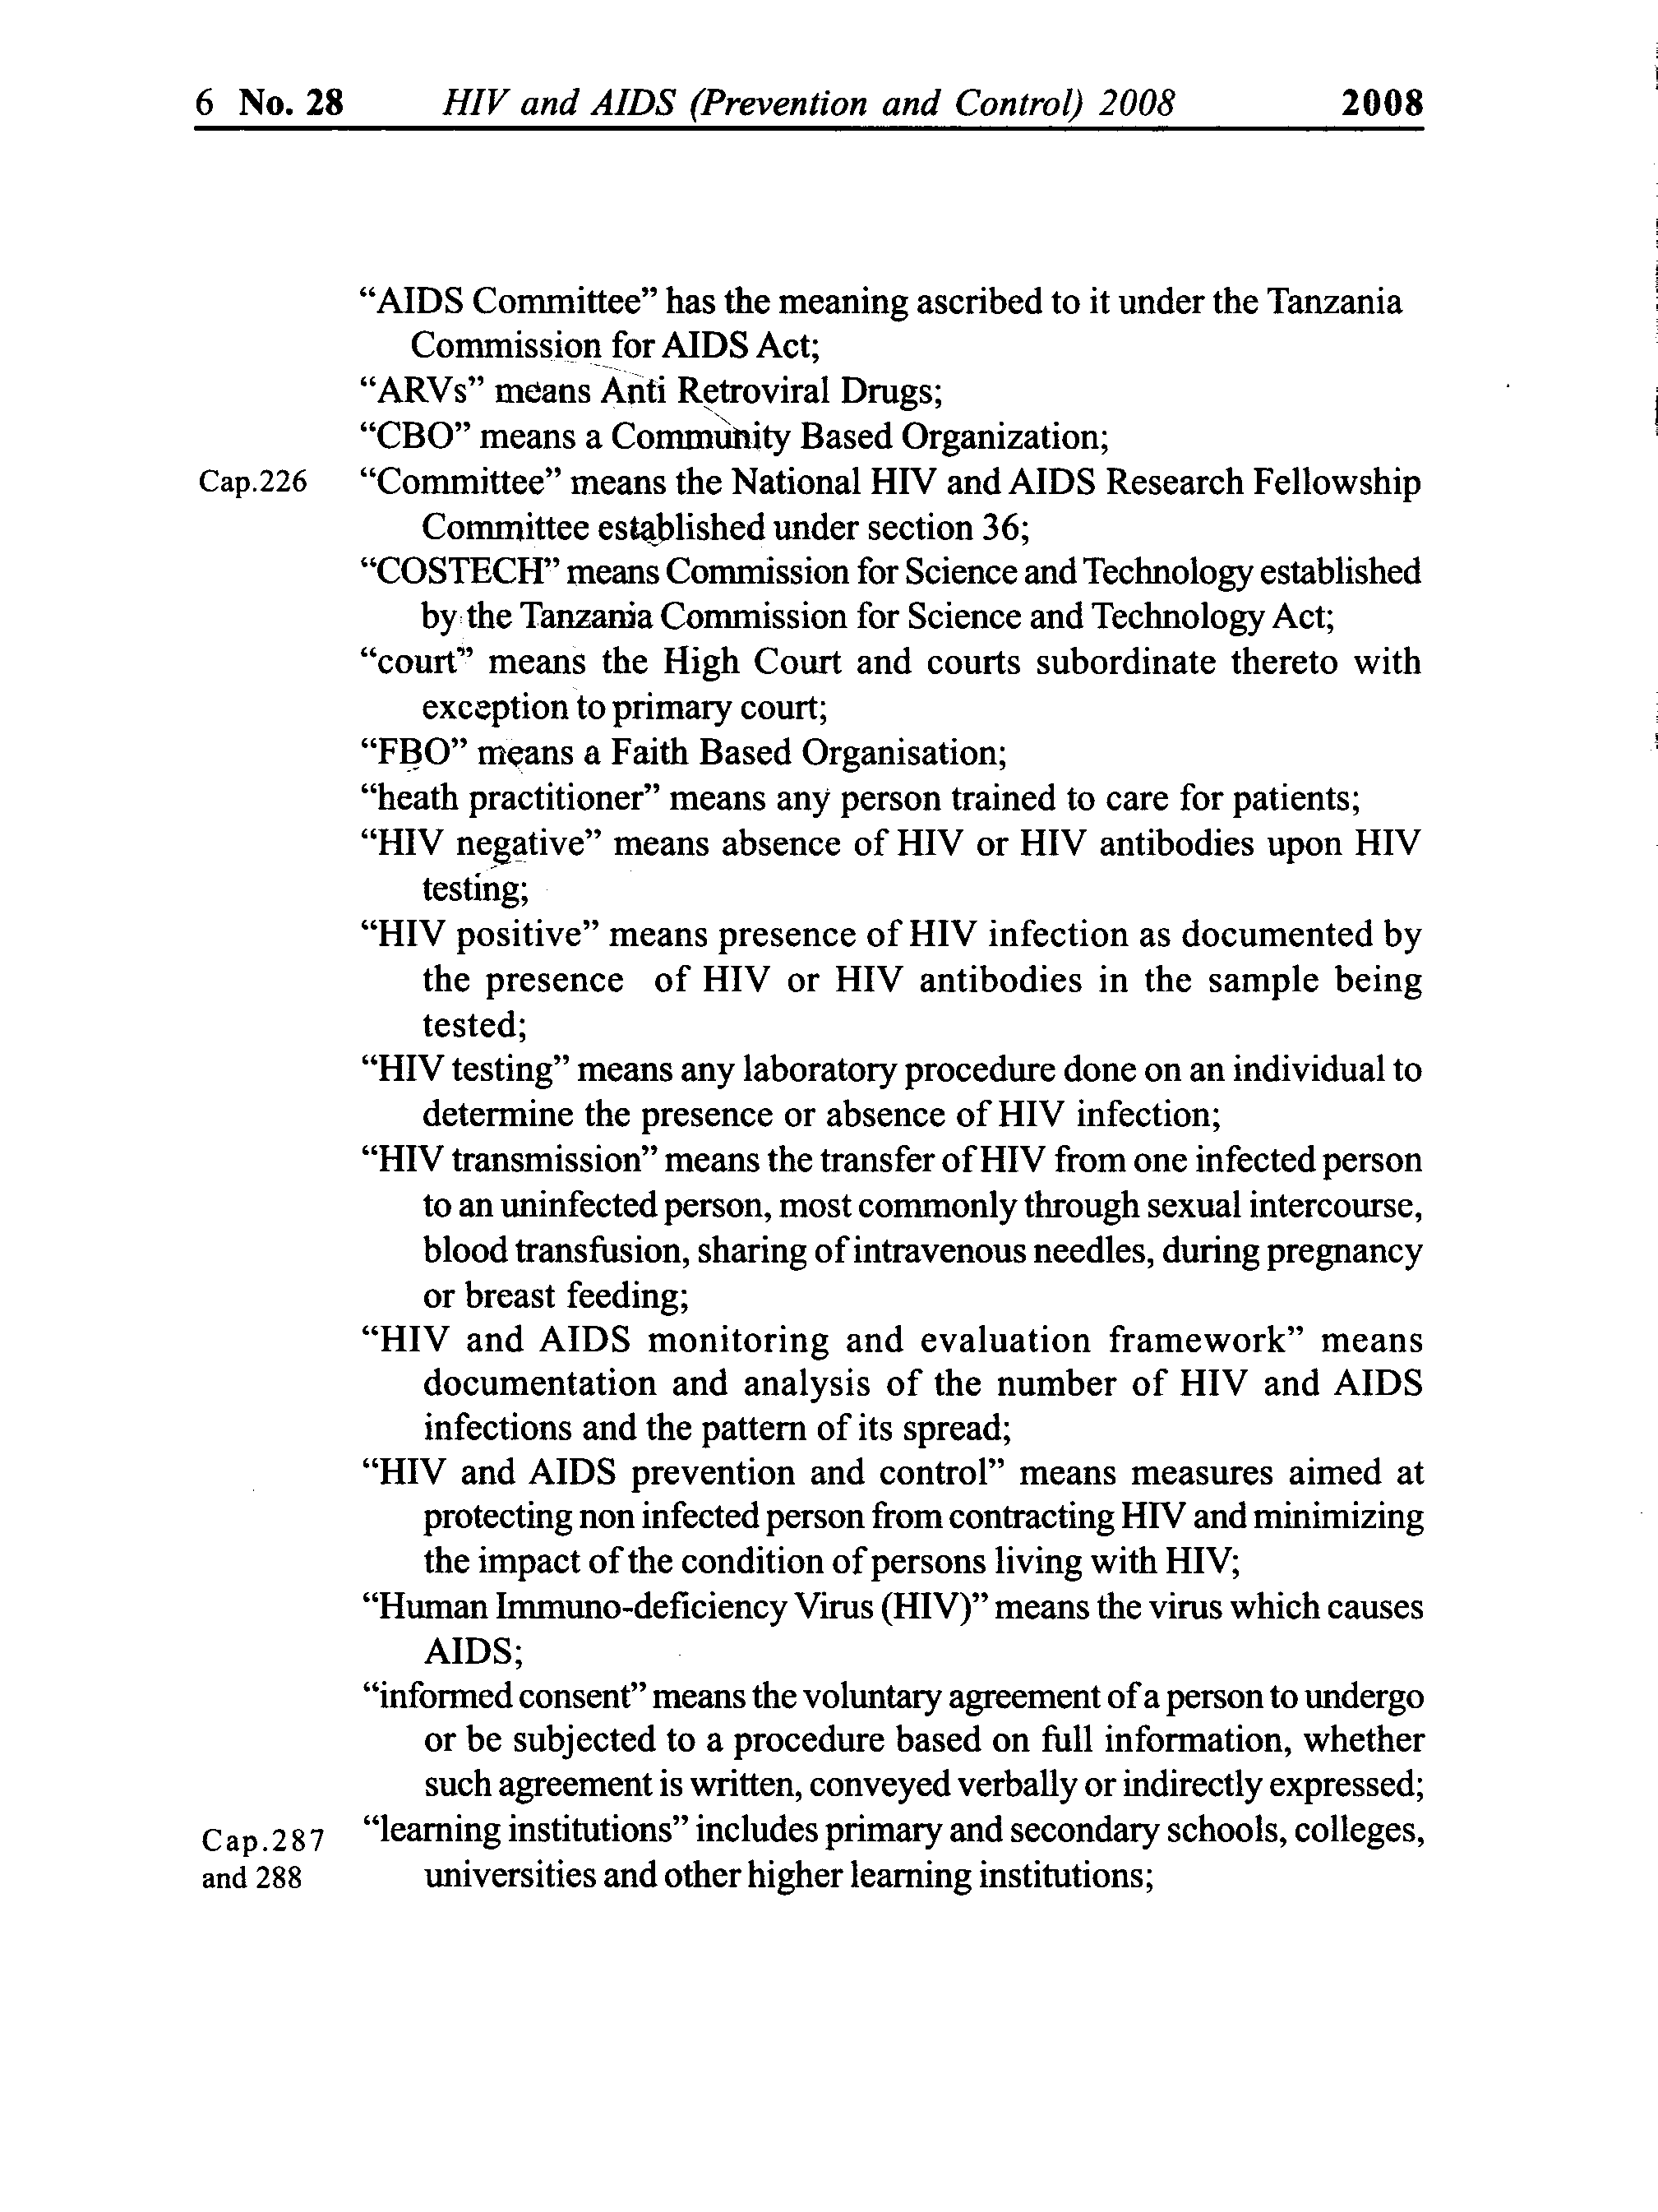 6 No. 28 HIV and AIDS (Prevention and Control) 2008 2008
“AIDS Committee” has the meaning ascribed to it under the Tanzania
Commission for AIDS Act;
“ARVs” means Anti Retroviral Drugs;
“CBO” means a Community Based Organization;
Cap.226 “Committee” means the National HIV and AIDS Research Fellowship
Committee established under section 36;
“COSTECH” means Commission for Science and Technology established
by the Tanzania Commission for Science and Technology Act;
“court” means the High Court and courts subordinate thereto with
exception to primary court;
“FBO” means a Faith Based Organisation;
“heath practitioner” means any person trained to care for patients;
“HIV negative” means absence of HIV or HIV antibodies upon HIV
testing;
“HIV positive” means presence of HIV infection as documented by
the presence of HIV or HIV antibodies in the sample being
tested;
“HIV testing” means any laboratory procedure done on an individual to
determine the presence or absence of HIV infection;
“HIV transmission” means the transfer of HIV from one infected person
to an uninfected person, most commonly through sexual intercourse,
blood transfusion, sharing of intravenous needles, during pregnancy
or breast feeding;
“HIV and AIDS monitoring and evaluation framework” means
documentation and analysis of the number of HIV and AIDS
infections and the pattern of its spread;
“HIV and AIDS prevention and control” means measures aimed at
protecting non infected person from contracting HIV and minimizing
the impact of the condition of persons living with HIV;
“Human Immuno-deficiency Virus (HIV)” means the virus which causes
AIDS;
“informed consent” means the voluntary agreement of a person to undergo
or be subjected to a procedure based on full information, whether
such agreement is written, conveyed verbally or indirectly expressed;
Cap.287 “learning institutions” includes primary and secondary schools, colleges,
and 288 universities and other higher learning institutions;